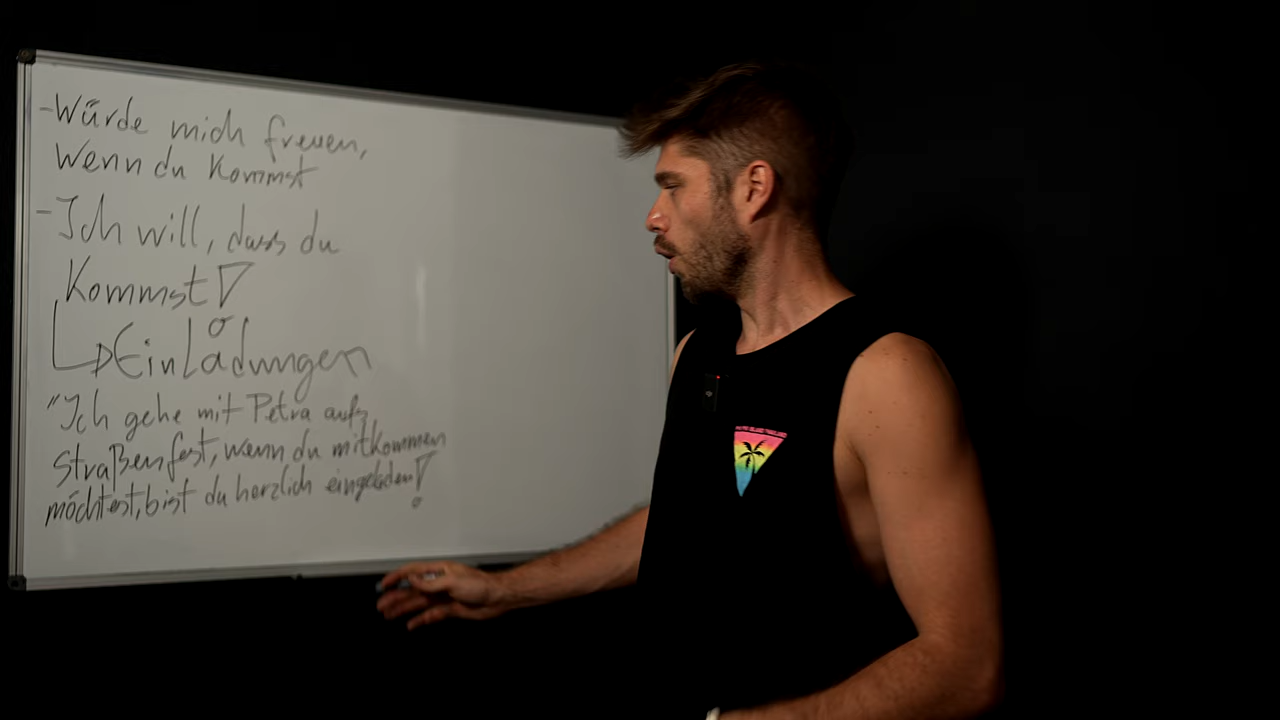 -Würde mich freuen,
wenn du kommst
-Ich will, dass du
kommst!
Einladungen
"Ich gehe mit Petra aufs
Straßenfest, wenn du mitkommen
möchtest, bist du herzlich eingeladen!